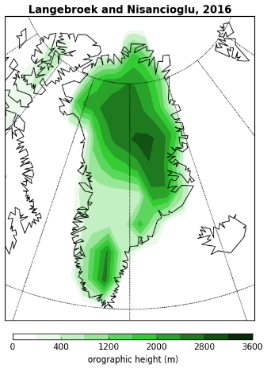 Langebroek and Nisancioglu, 2016
0 400 1200 2000 2800 3600
orographic height (m)